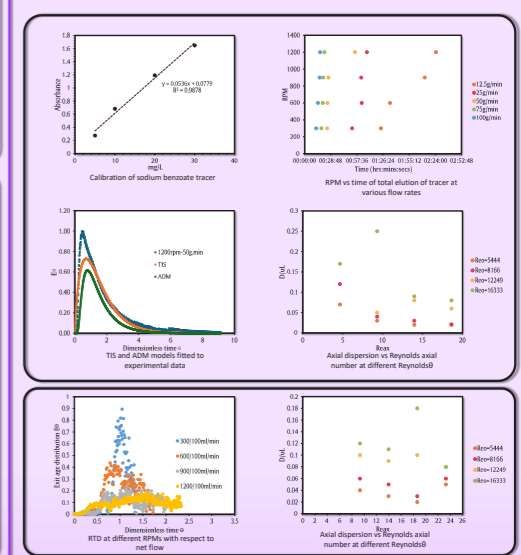 1.8
1.6
1.4
1.2
1
0.8
0.6
0.4
0.2
0
Absorbance
y = 0.0536x + 0.0779
R² = 0.9878
0 10 20 30 40
mg/L
Calibration of sodium benzoate tracer
1400
1200
1000
800
600
400
200
0
RPM
12.5g/min
25g/min
50g/min
75g/min
100g/min
00:00:00 00:28:48 00:57:36 01:26:24 01:55:12 02:24:00 02:52:48
Time (hrs:mins:secs)
RPM vs time of total elution of tracer at
various flow rates
1.20
1.00
0.80
0.60
0.40
0.20
0.00
1200rpm-50g.min
TIS
ADM
0 2 4 6 8 10
Dimensionless time
TIS and ADM models fitted to
experimental data
0.3
0.25
0.2
0.15
0.1
0.05
0
D/uL
Reo=5444
Reo=8166
Reo=12249
Reo=16333
0 5 10 15 20
Reax
Axial dispersion vs Reynolds axial
number at different Reynoldsθ
1
0.9
0.8
0.7
0.6
0.5
0.4
0.3
0.2
0.1
0
Exit age distribution
300/100ml/min
600/100ml/min
900/100ml/min
1200/100ml/min
0 0.5 1 1.5 2 2.5 3 3.5
Dimensionless time
RTD at different RPMs with respect to
net flow
0.2
0.18
0.16
0.14
0.12
0.1
0.08
0.06
0.04
0.02
0
D/uL
Reo=5444
Reo=8166
Reo=12249
Reo=16333
0 2 4 6 8 10 12 14 16 18 20 22 24 26
Reax
Axial dispersion vs Reynolds axial
number at different Reynoldsθ